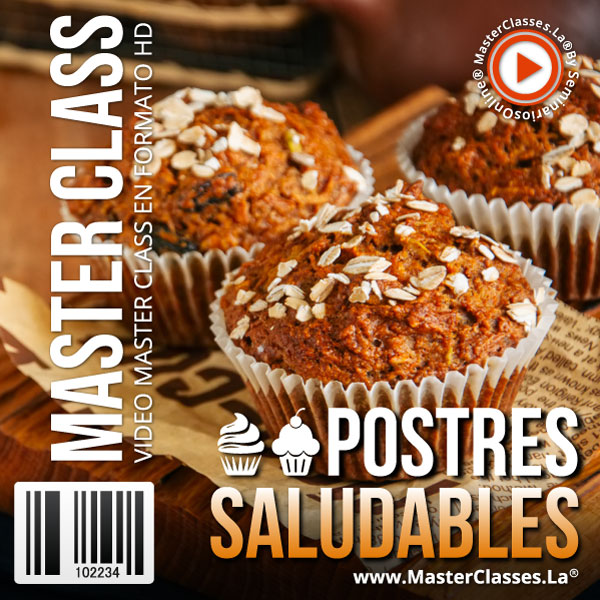 MASTER CLASS
VIDEO MASTER CLASS EN FORMATO HD
MasterClasses.La® By SeminariosOnline®
POSTRES
SALUDABLES
102234
www.MasterClasses.La®